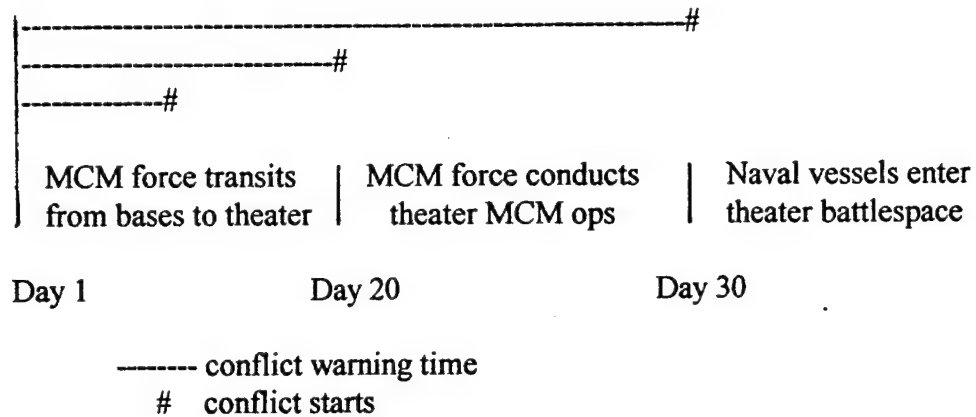 #
#
#
MCM force transits | MCM force conducts | Naval vessels enter
from bases to theater | theater MCM ops | theater battlespace
Day 1 Day 20 Day 30
-------- conflict warning time
# conflict starts